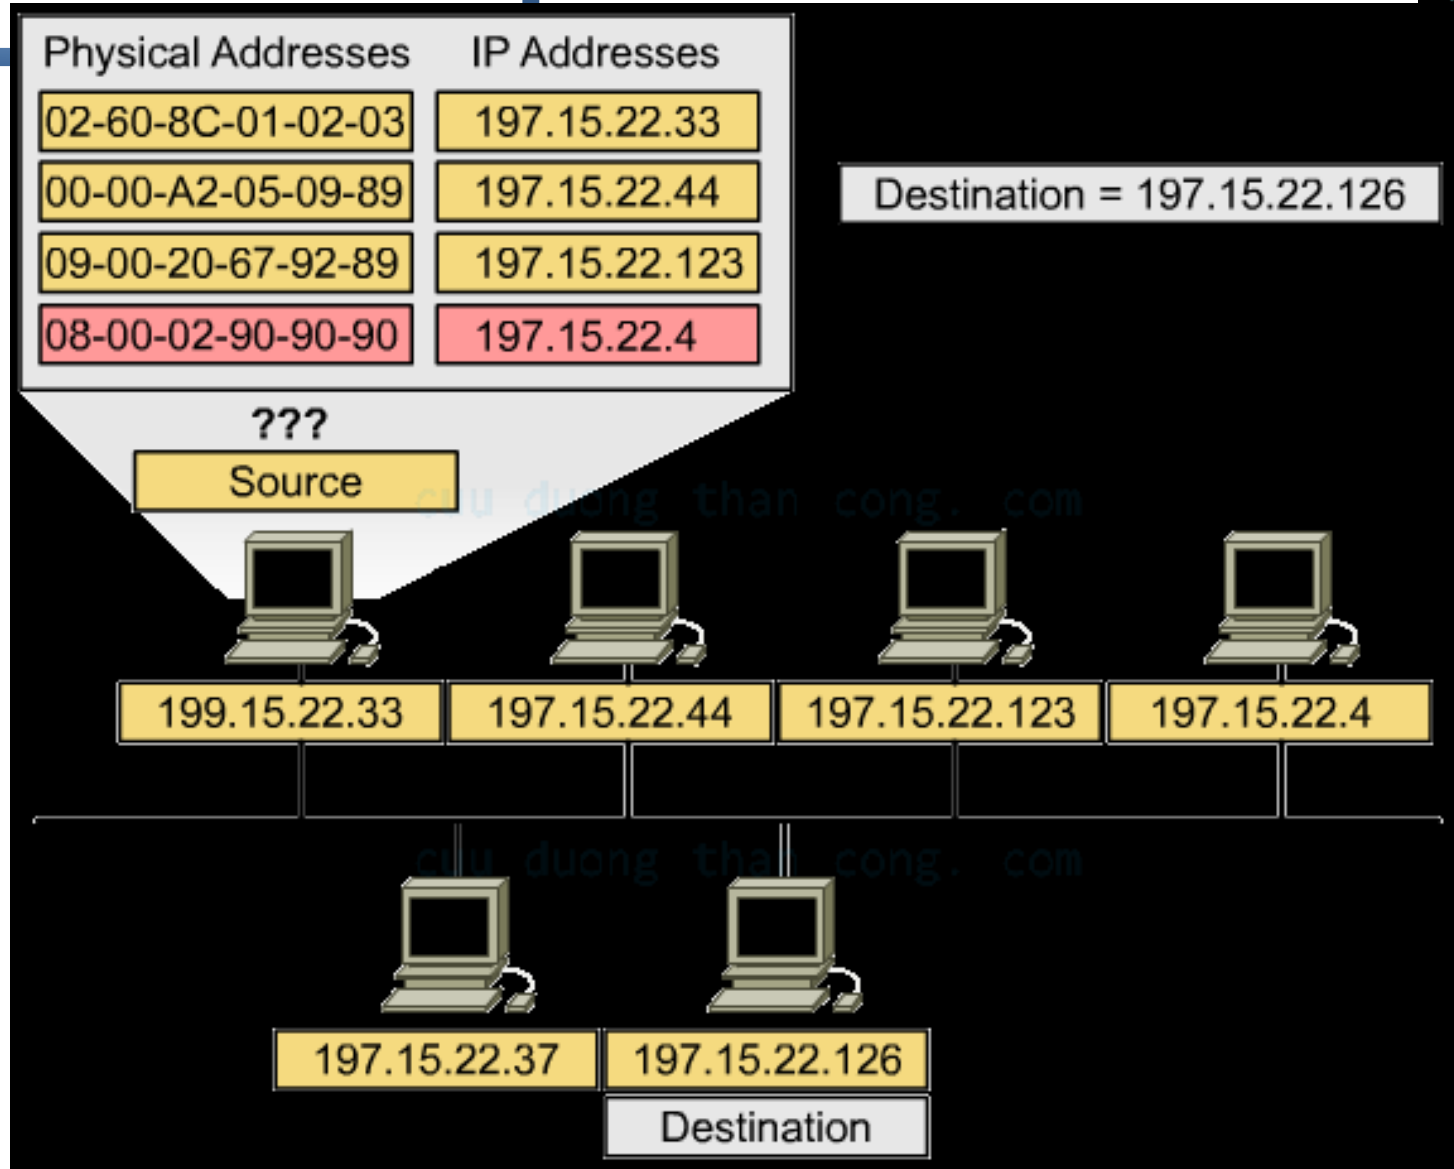 Physical Addresses IP Addresses
02-60-8C-01-02-03 197.15.22.33
00-00-A2-05-09-89 197.15.22.44
09-00-20-67-92-89 197.15.22.123
08-00-02-90-90-90 197.15.22.4
Destination = 197.15.22.126
???
Source
cuu duong than cong. com
199.15.22.33 197.15.22.44 197.15.22.123 197.15.22.4
cuu duong than cong. com
197.15.22.37 197.15.22.126
Destination